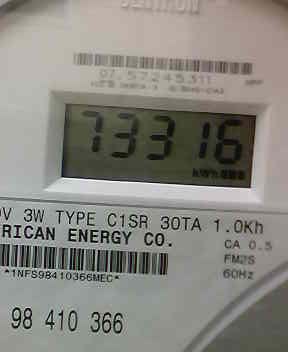 07 57245311
73316
kWh 888
V 3W TYPE C1SR 30TA 1.0Kh
RICAN ENERGY CO.
CA 0.5
FM2S
*1NFS98410366MEC*
60Hz
98 410 366